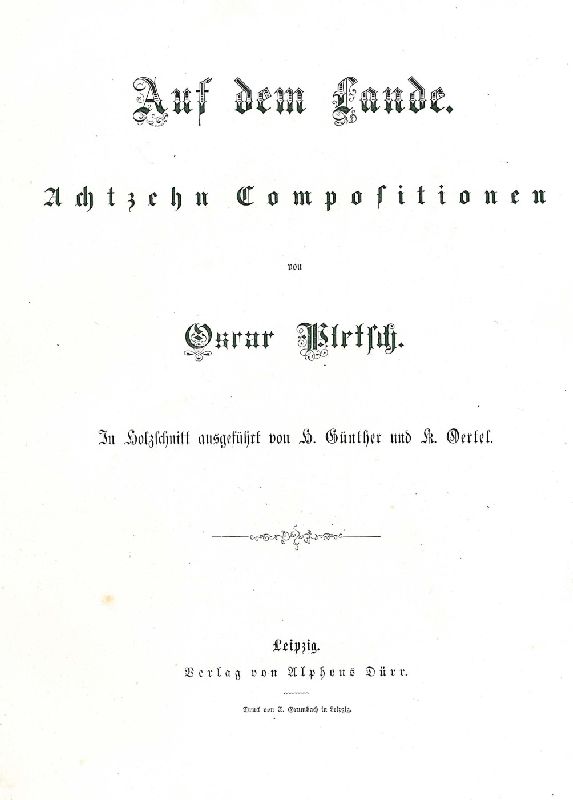 Auf dem Lande.
Achtzehn Compositionen
von
Oscar Pletsch.
In Holzschnitt ausgeführt von H. Günther und K. Oertel.
Leipzig.
Verlag von Alphons Dürr.
Druck von C. Grumbach in Leipzig.